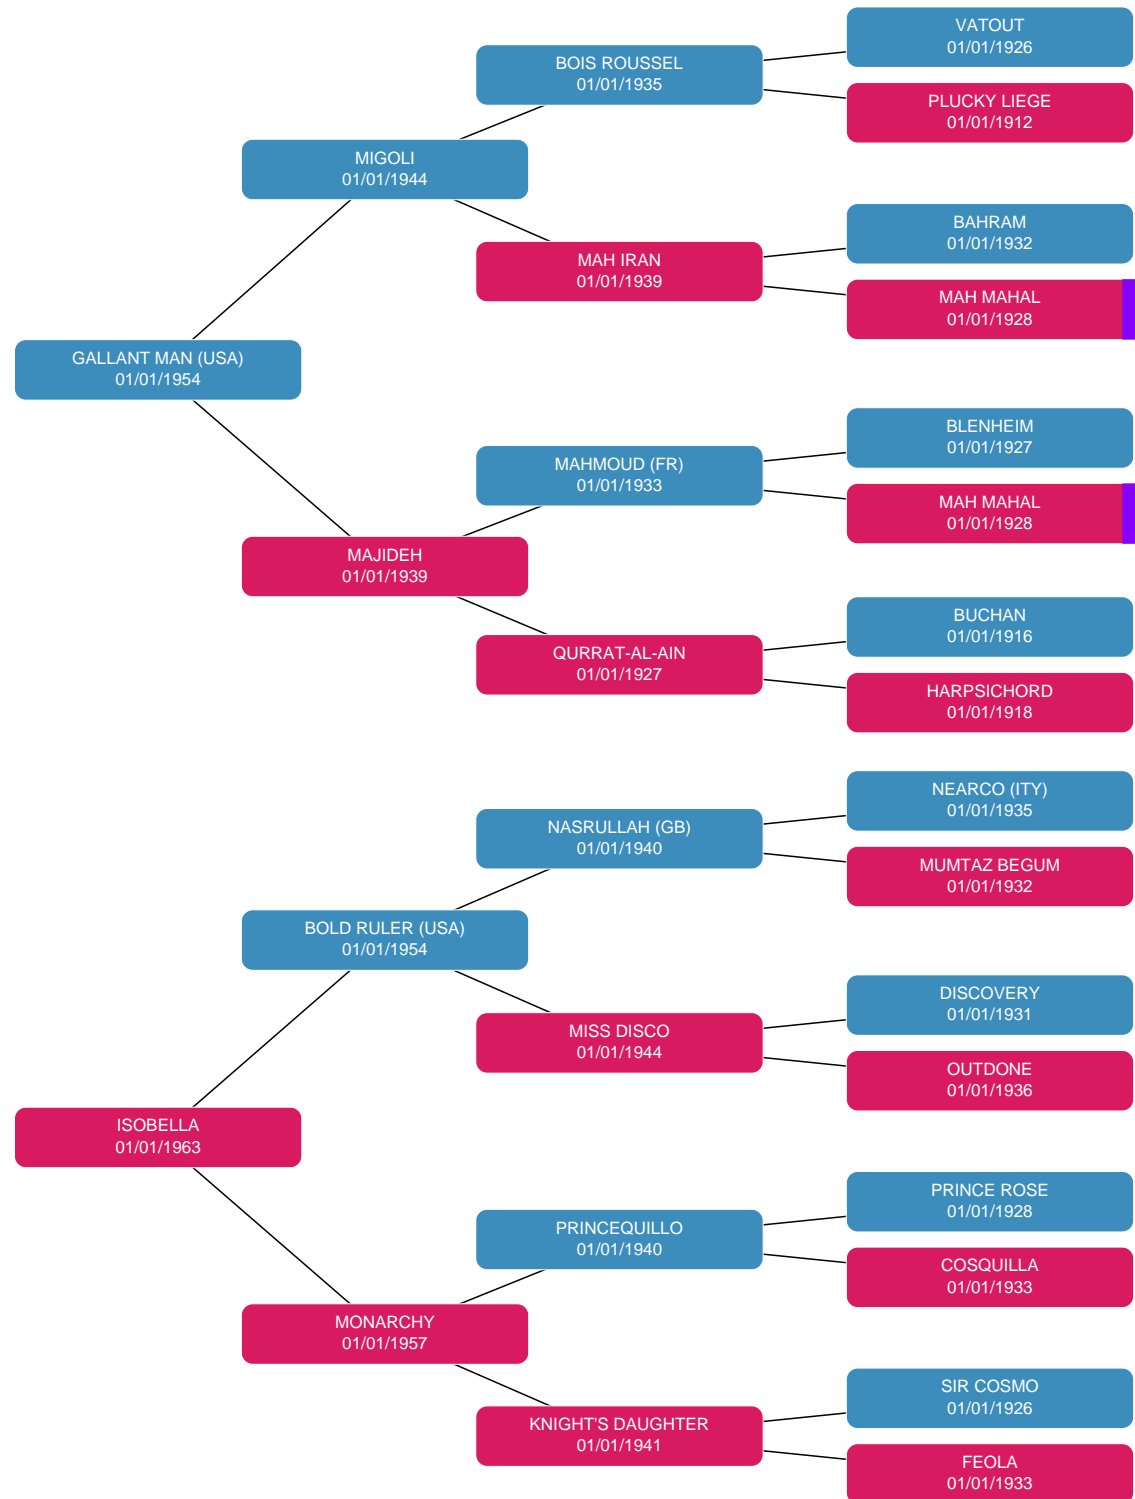 VATOUT
01/01/1926
BOIS ROUSSEL
01/01/1935
PLUCKY LIEGE
01/01/1912
MIGOLI
01/01/1944
BAHRAM
01/01/1932
MAH IRAN
01/01/1939
MAH MAHAL
01/01/1928
GALLANT MAN (USA)
01/01/1954
BLENHEIM
01/01/1927
MAHMOUD (FR)
01/01/1933
MAH MAHAL
01/01/1928
MAJIDEH
01/01/1939
BUCHAN
01/01/1916
QURRAT-AL-AIN
01/01/1927
HARPSICHORD
01/01/1918
NEARCO (ITY)
01/01/1935
NASRULLAH (GB)
01/01/1940
MUMTAZ BEGUM
01/01/1932
BOLD RULER (USA)
01/01/1954
DISCOVERY
01/01/1931
MISS DISCO
01/01/1944
OUTDONE
01/01/1936
ISOBELLA
01/01/1963
PRINCE ROSE
01/01/1928
PRINCEQUILLO
01/01/1940
COSQUILLA
01/01/1933
MONARCHY
01/01/1957
SIR COSMO
01/01/1926
KNIGHT'S DAUGHTER
01/01/1941
FEOLA
01/01/1933